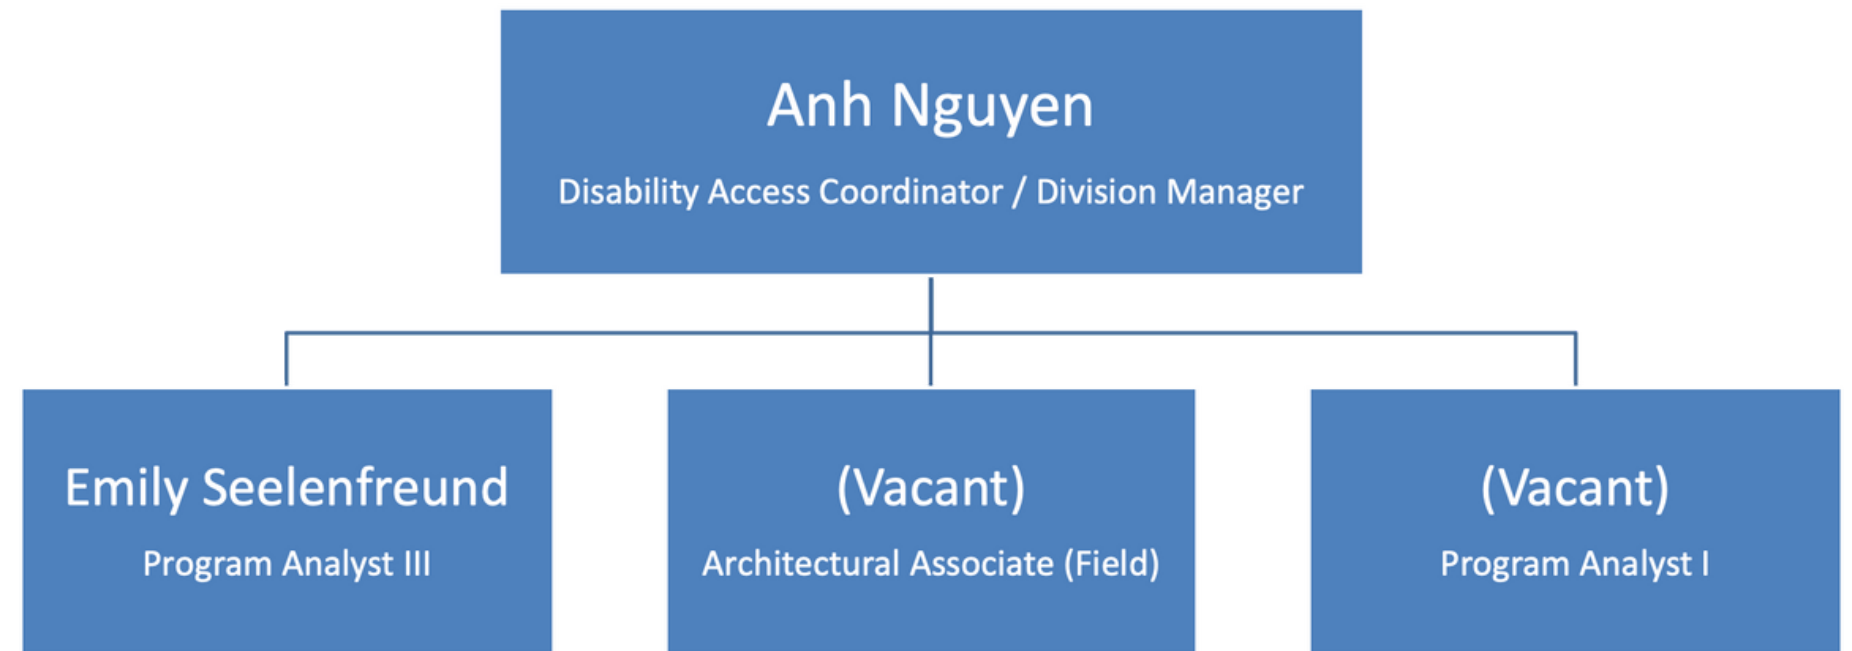 Anh Nguyen
Disability Access Coordinator / Division Manager
Emily Seelenfreund
Program Analyst III
(Vacant)
Architectural Associate (Field)
(Vacant)
Program Analyst I